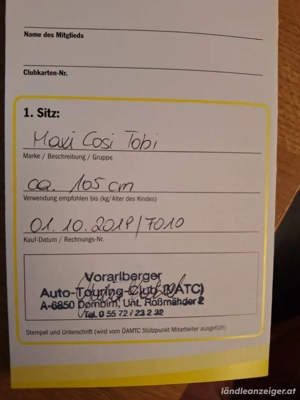 Name des Mitglieds
Clubkarten-Nr.
1. Sitz:
Maxi Cosi Tobi
Marke / Beschreibung / Gruppe
ca. 105 cm
Verwendung empfohlen bis (kg/Alter des Kindes)
01.10.2019/7010
Kauf-Datum / Rechnungs-Nr.
Vorarlberger
Auto-Touring-Club (VATC)
A-6850 Dornbirn, Unt. Roßmähder 2
Tel. 0 55 72 / 23 2 32
Stempel und Unterschrift (wird vom ÖAMTC Stützpunkt Mitarbeiter ausgefüllt)
ländleanzeiger.at